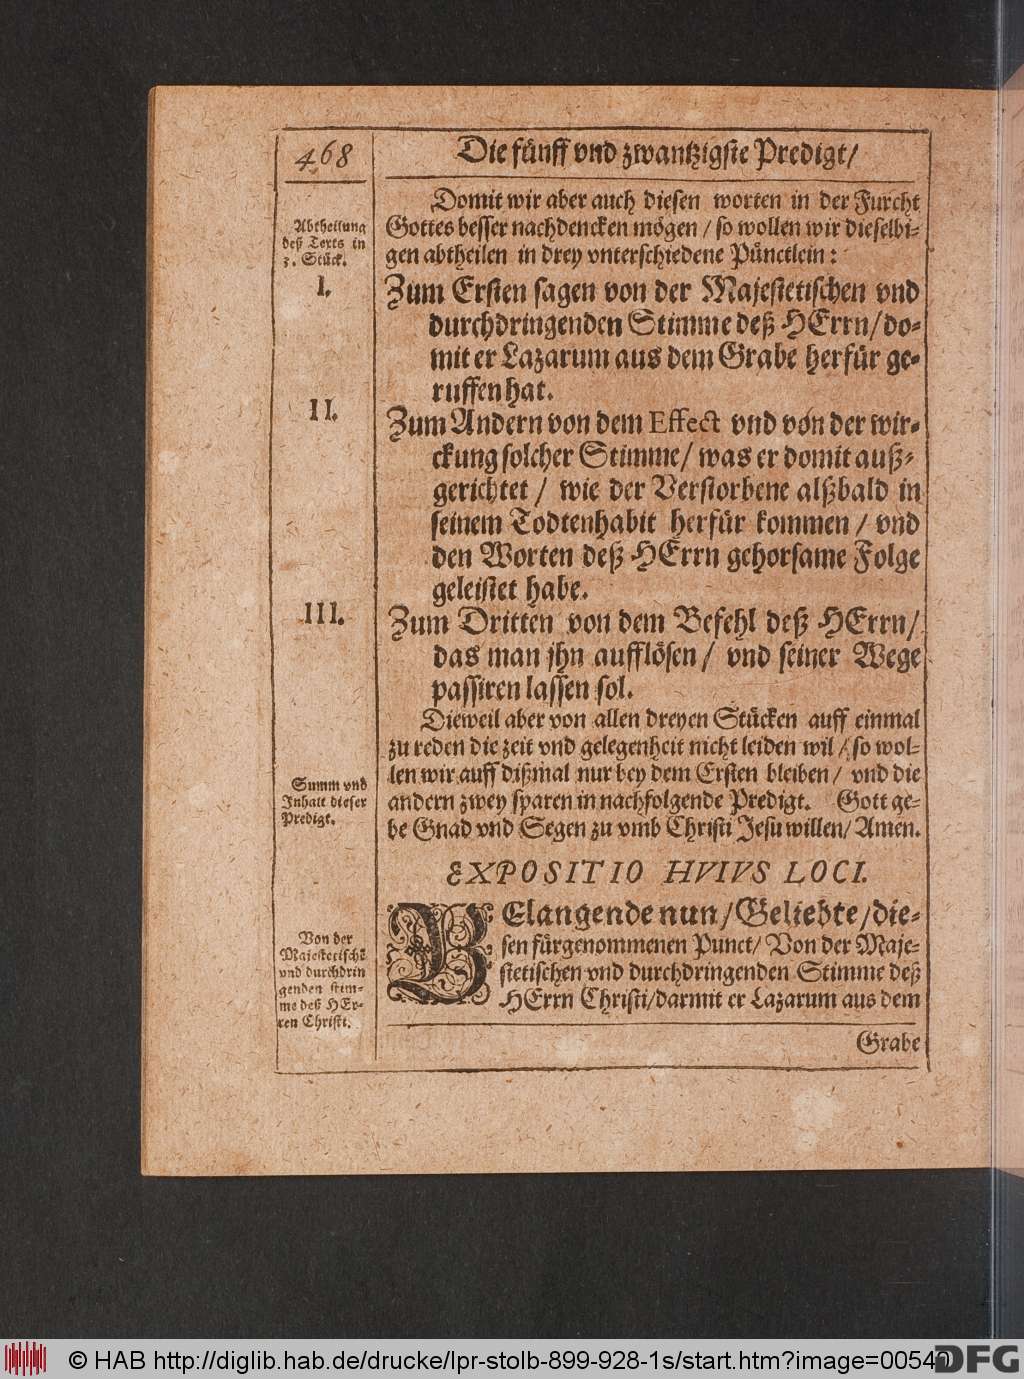 468
Die fünff vnd zwantzigste Predigt/
Domit wir aber auch diesen worten in der Furcht
Gottes besser nachdencken mögen / so wollen wir dieselbi-
gen abtheilen in drey vnterschiedene Pünctlein:
Abtheilung
deß Texts in
3. Stück.
I.
Zum Ersten sagen von der Majestetischen vnd
durchdringenden Stimme deß HErrn/do-
mit er Lazarum aus dem Grabe herfür ge-
ruffen hat.
II.
Zum Andern von dem Effect vnd von der wir-
ckung solcher Stimme/ was er domit auß-
gerichtet / wie der Verstorbene alßbald in
seinem Todtenhabit herfür kommen / vnd
den Worten deß HErrn gehorsame Folge
geleistet habe.
III.
Zum Dritten von dem Befehl deß HErrn/
das man jhn aufflösen/ vnd seiner Wege
passiren lassen sol.
Dieweil aber von allen dreyen Stücken auff einmal
zu reden die zeit vnd gelegenheit nicht leiden wil / so wol-
len wir auff dißmal nur bey dem Ersten bleiben/ vnd die
andern zwey sparen in nachfolgende Predigt. Gott ge-
be Gnad vnd Segen zu vmb Christi Jesu willen/ Amen.
Summ vnd
Jnhalt dieser
Predigt.
EXPOSITIO HVIVS LOCI.
BElangende nun/Geliebte/die-
sen fürgenommenen Punct/ Von der Maje-
stetischen vnd durchdringenden Stimme deß
HErrn Christi/darmit er Lazarum aus dem
Von der
Majestetischē
vnd durchdrin
genden stim-
me deß HEr-
ren Christi.
Grabe
© HAB http://diglib.hab.de/drucke/lpr-stolb-899-928-1s/start.htm?image=00540
DFG